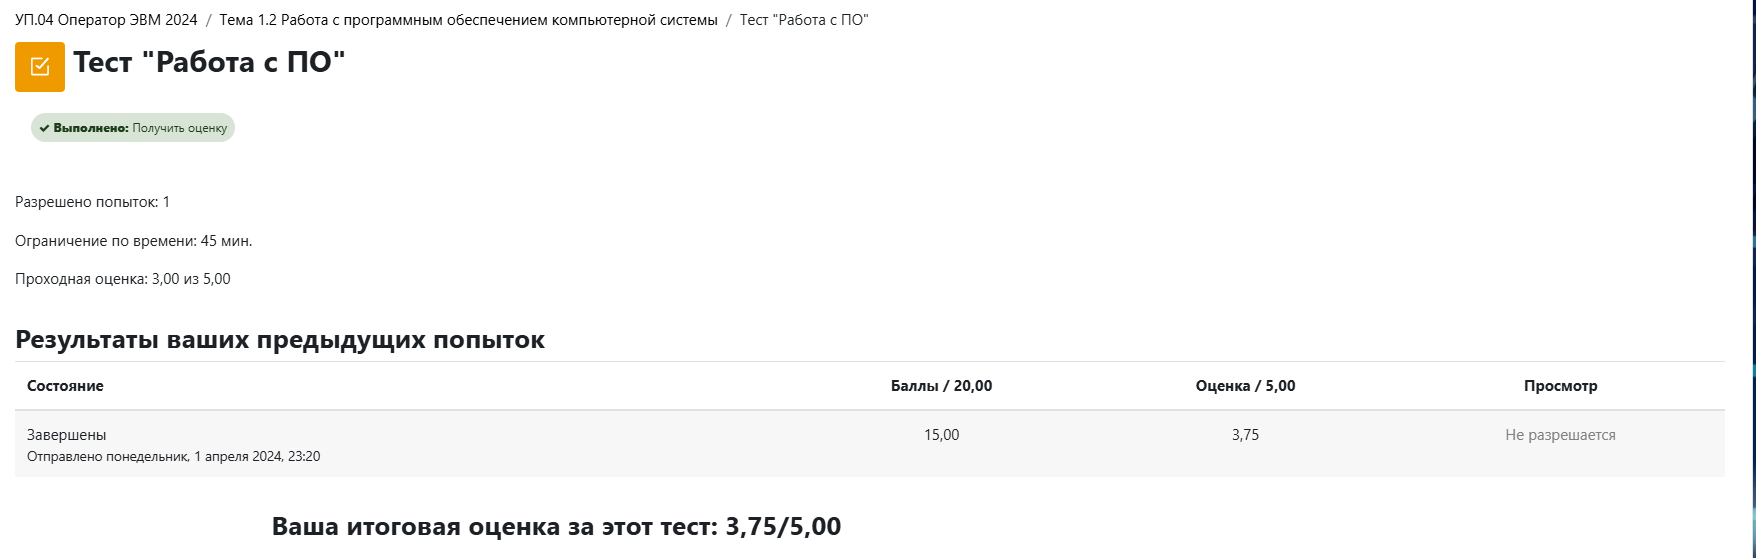 УП.04 Оператор ЭВМ 2024 / Тема 1.2 Работа с программным обеспечением компьютерной системы / Тест "Работа с ПО"
Тест "Работа с ПО"
Выполнено: Получить оценку
Разрешено попыток: 1
Ограничение по времени: 45 мин.
Проходная оценка: 3,00 из 5,00
Результаты ваших предыдущих попыток
Состояние Баллы / 20,00 Оценка / 5,00 Просмотр
Завершены 15,00 3,75 Не разрешается
Отправлено понедельник, 1 апреля 2024, 23:20
Ваша итоговая оценка за этот тест: 3,75/5,00